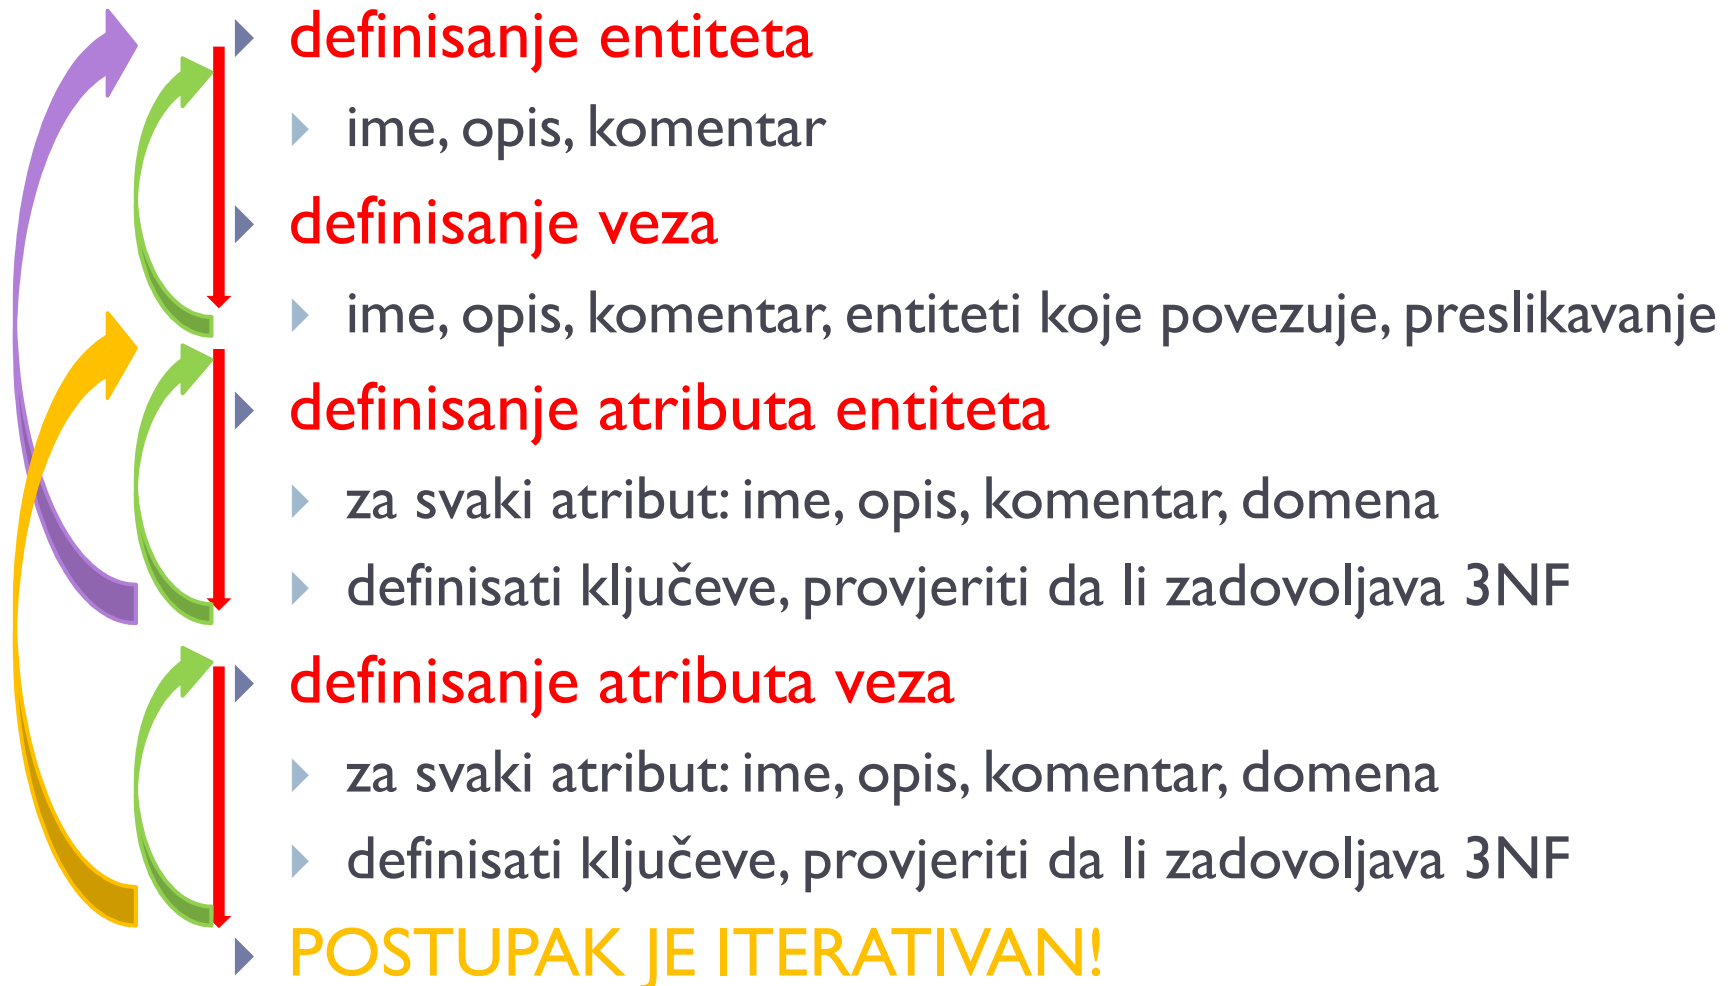 definisanje entiteta
ime, opis, komentar
definisanje veza
ime, opis, komentar, entiteti koje povezuje, preslikavanje
definisanje atributa entiteta
za svaki atribut: ime, opis, komentar, domena
definisati ključeve, provjeriti da li zadovoljava 3NF
definisanje atributa veza
za svaki atribut: ime, opis, komentar, domena
definisati ključeve, provjeriti da li zadovoljava 3NF
POSTUPAK JE ITERATIVAN!